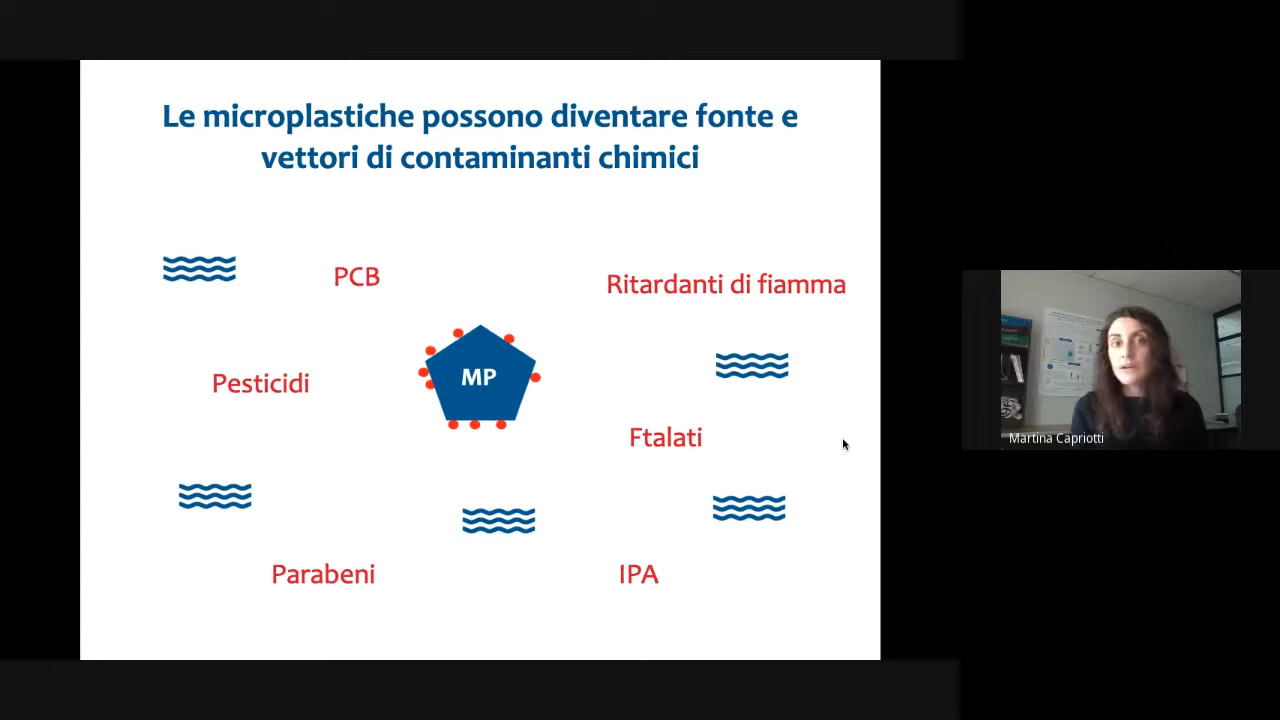 Le microplastiche possono diventare fonte e
vettori di contaminanti chimici
PCB
Ritardanti di fiamma
MP
Pesticidi
Ftalati
Parabeni
IPA
Martina Capriotti